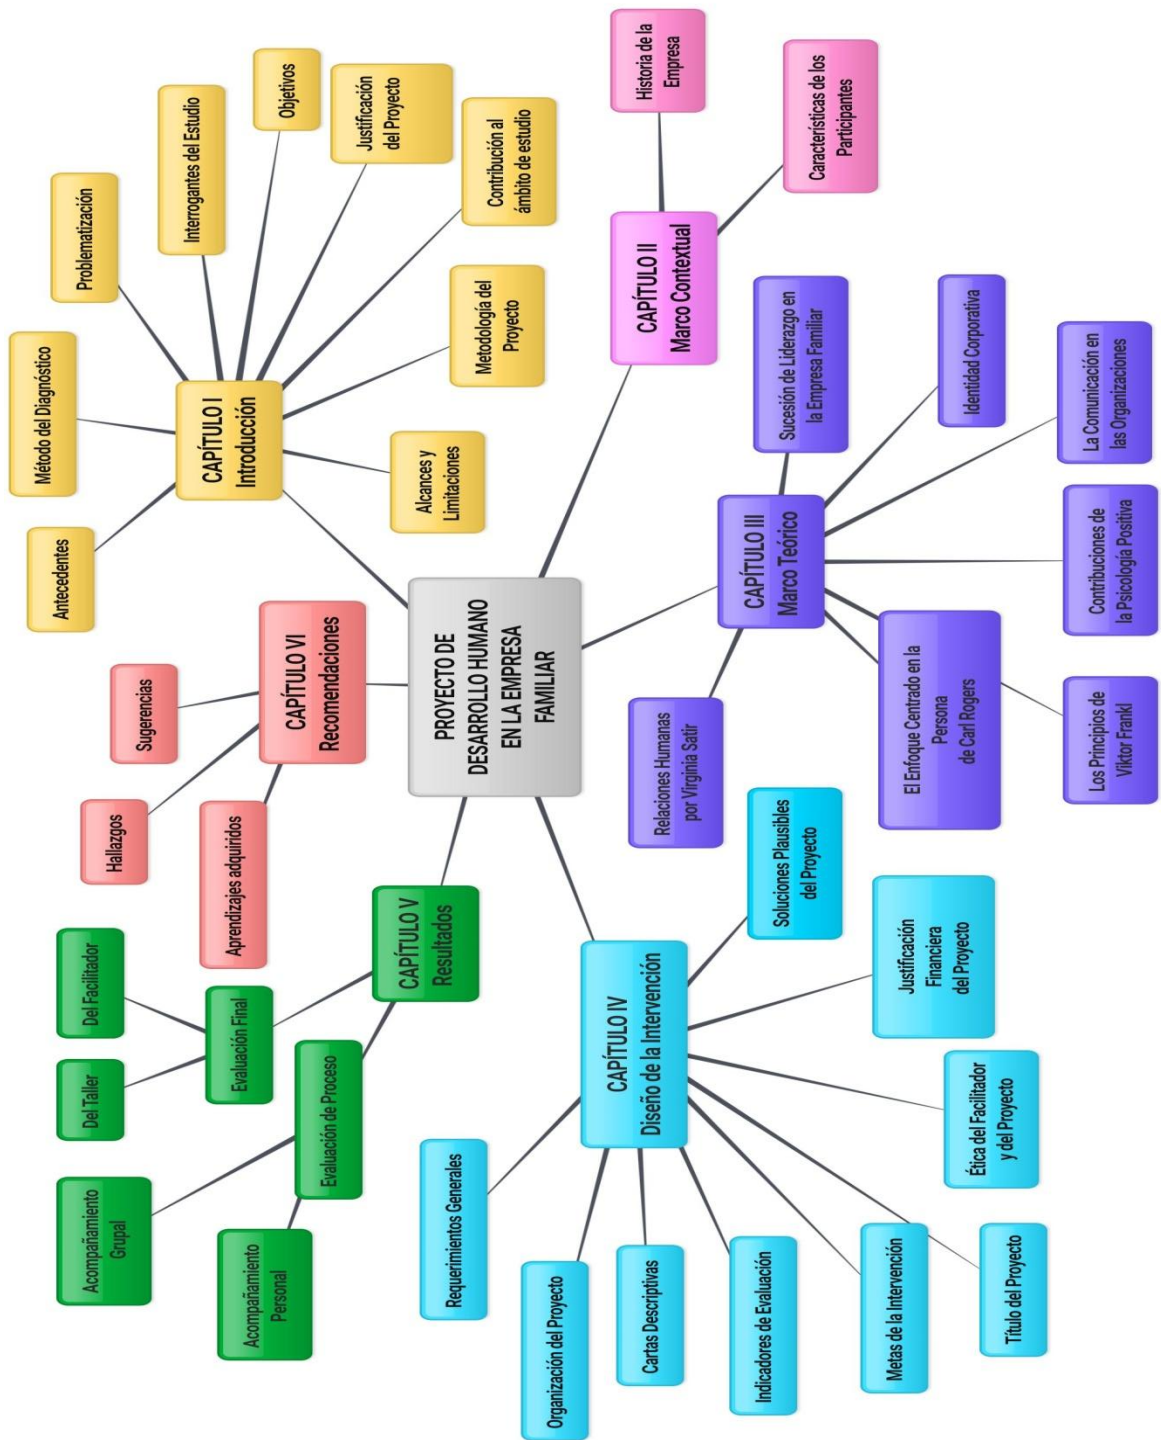 PROYECTO DE
DESARROLLO HUMANO
EN LA EMPRESA
FAMILIAR
CAPÍTULO I
Introducción
Antecedentes
Método del Diagnóstico
Problematización
Interrogantes del Estudio
Objetivos
Justificación
del Proyecto
Contribución al
ámbito de estudio
Metodología del
Proyecto
Alcances y
Limitaciones
CAPÍTULO II
Marco Contextual
Historia de la
Empresa
Características de los
Participantes
CAPÍTULO III
Marco Teórico
Sucesión de Liderazgo en
la Empresa Familiar
Identidad Corporativa
La Comunicación en
las Organizaciones
Contribuciones de
la Psicología Positiva
Los Principios de
Viktor Frankl
El Enfoque Centrado en la
Persona
de Carl Rogers
Relaciones Humanas
por Virginia Satir
CAPÍTULO IV
Diseño de la Intervención
Soluciones Plausibles
del Proyecto
Justificación
Financiera
del Proyecto
Ética del Facilitador
y del Proyecto
Título del Proyecto
Metas de la Intervención
Indicadores de Evaluación
Cartas Descriptivas
Organización del Proyecto
Requerimientos Generales
CAPÍTULO V
Resultados
Evaluación de Proceso
Acompañamiento
Personal
Acompañamiento
Grupal
Evaluación Final
Del Taller
Del Facilitador
CAPÍTULO VI
Recomendaciones
Aprendizajes adquiridos
Hallazgos
Sugerencias